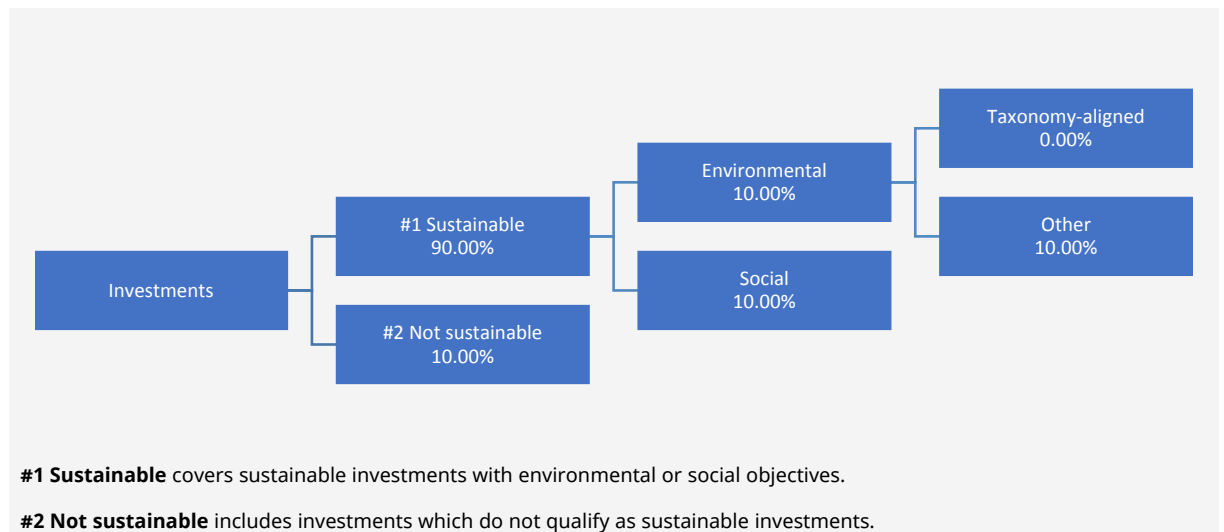 Investments
#1 Sustainable
90.00%
#2 Not sustainable
10.00%
Environmental
10.00%
Social
10.00%
Taxonomy-aligned
0.00%
Other
10.00%
#1 Sustainable covers sustainable investments with environmental or social objectives.
#2 Not sustainable includes investments which do not qualify as sustainable investments.